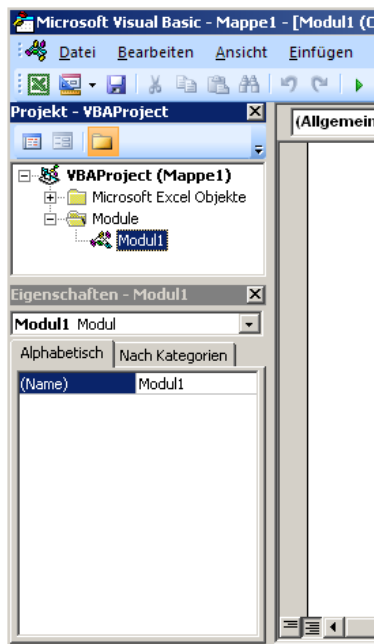 Microsoft Visual Basic - Mappe1 - [Modul1 (C
Datei Bearbeiten Ansicht Einfügen
Projekt - VBAProject
(Allgemein
VBAProject (Mappe1)
Microsoft Excel Objekte
Module
Modul1
Eigenschaften - Modul1
Modul1 Modul
Alphabetisch Nach Kategorien
(Name) Modul1